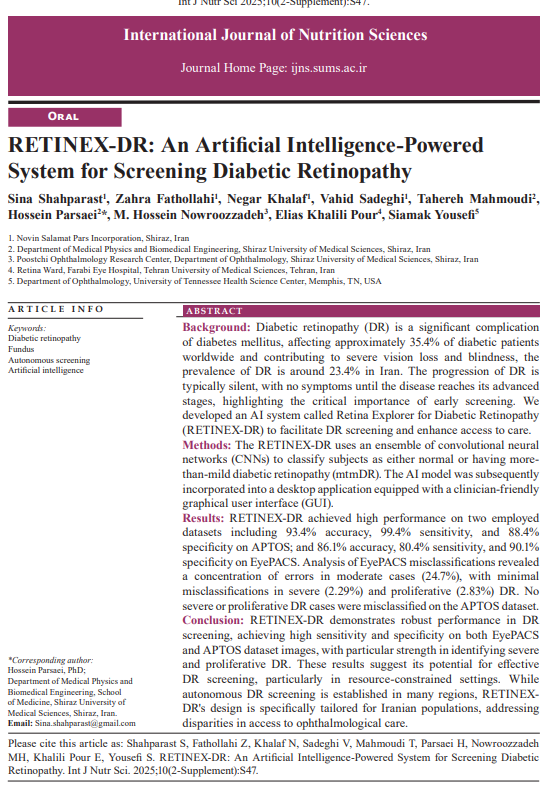 Int J Nutr Sci 2025;10(2-Supplement):S47.
International Journal of Nutrition Sciences
Journal Home Page: ijns.sums.ac.ir
ORAL
RETINEX-DR: An Artificial Intelligence-Powered
System for Screening Diabetic Retinopathy
Sina Shahparast¹, Zahra Fathollahi¹, Negar Khalaf¹, Vahid Sadeghi¹, Tahereh Mahmoudi²,
Hossein Parsaei²*, M. Hossein Nowroozzadeh³, Elias Khalili Pour⁴, Siamak Yousefi⁵
1. Novin Salamat Pars Incorporation, Shiraz, Iran
2. Department of Medical Physics and Biomedical Engineering, Shiraz University of Medical Sciences, Shiraz, Iran
3. Poostchi Ophthalmology Research Center, Department of Ophthalmology, Shiraz University of Medical Sciences, Shiraz, Iran
4. Retina Ward, Farabi Eye Hospital, Tehran University of Medical Sciences, Tehran, Iran
5. Department of Ophthalmology, University of Tennessee Health Science Center, Memphis, TN, USA
ARTICLE INFO
Keywords:
Diabetic retinopathy
Fundus
Autonomous screening
Artificial intelligence
*Corresponding author:
Hossein Parsaei, PhD;
Department of Medical Physics and
Biomedical Engineering, School
of Medicine, Shiraz University of
Medical Sciences, Shiraz, Iran.
Email: Sina.shahparast@gmail.com
ABSTRACT
Background: Diabetic retinopathy (DR) is a significant complication
of diabetes mellitus, affecting approximately 35.4% of diabetic patients
worldwide and contributing to severe vision loss and blindness, the
prevalence of DR is around 23.4% in Iran. The progression of DR is
typically silent, with no symptoms until the disease reaches its advanced
stages, highlighting the critical importance of early screening. We
developed an AI system called Retina Explorer for Diabetic Retinopathy
(RETINEX-DR) to facilitate DR screening and enhance access to care.
Methods: The RETINEX-DR uses an ensemble of convolutional neural
networks (CNNs) to classify subjects as either normal or having more-
than-mild diabetic retinopathy (mtmDR). The AI model was subsequently
incorporated into a desktop application equipped with a clinician-friendly
graphical user interface (GUI).
Results: RETINEX-DR achieved high performance on two employed
datasets including 93.4% accuracy, 99.4% sensitivity, and 88.4%
specificity on APTOS; and 86.1% accuracy, 80.4% sensitivity, and 90.1%
specificity on EyePACS. Analysis of EyePACS misclassifications revealed
a concentration of errors in moderate cases (24.7%), with minimal
misclassifications in severe (2.29%) and proliferative (2.83%) DR. No
severe or proliferative DR cases were misclassified on the APTOS dataset.
Conclusion: RETINEX-DR demonstrates robust performance in DR
screening, achieving high sensitivity and specificity on both EyePACS
and APTOS dataset images, with particular strength in identifying severe
and proliferative DR. These results suggest its potential for effective
DR screening, particularly in resource-constrained settings. While
autonomous DR screening is established in many regions, RETINEX-
DR's design is specifically tailored for Iranian populations, addressing
disparities in access to ophthalmological care.
Please cite this article as: Shahparast S, Fathollahi Z, Khalaf N, Sadeghi V, Mahmoudi T, Parsaei H, Nowroozzadeh
MH, Khalili Pour E, Yousefi S. RETINEX-DR: An Artificial Intelligence-Powered System for Screening Diabetic
Retinopathy. Int J Nutr Sci. 2025;10(2-Supplement):S47.